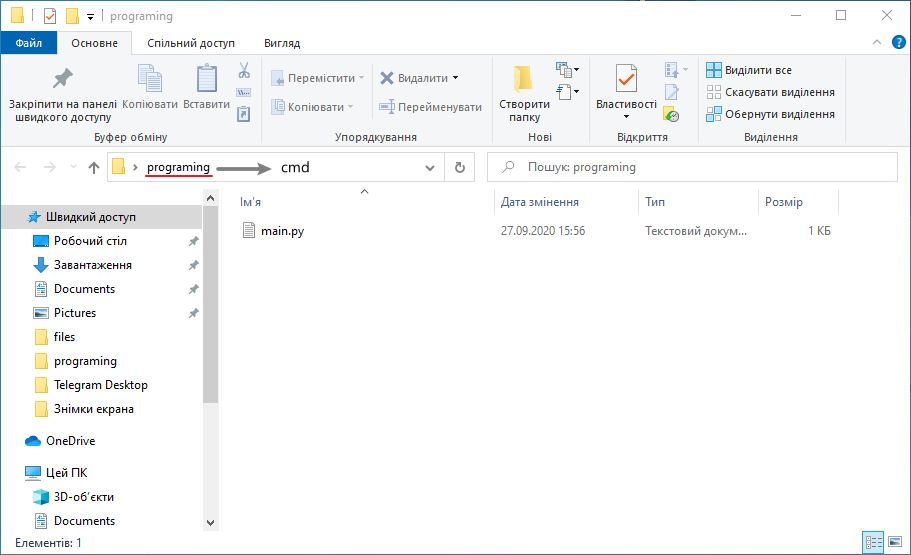 programing
Файл Основне Спільний доступ Вигляд
Закріпити на панелі швидкого доступу
Копіювати
Вставити
Перемістити
Копіювати
Видалити
Перейменувати
Створити папку
Властивості
Виділити все
Скасувати виділення
Обернути виділення
Буфер обміну Упорядкування Нові Відкриття Виділення
programing cmd Пошук: programing
Ім'я Дата змінення Тип Розмір
main.py 27.09.2020 15:56 Текстовий докум... 1 КБ
Швидкий доступ
Робочий стіл
Завантаження
Documents
Pictures
files
programing
Telegram Desktop
Знімки екрана
OneDrive
Цей ПК
3D-об'єкти
Documents
Елементів: 1